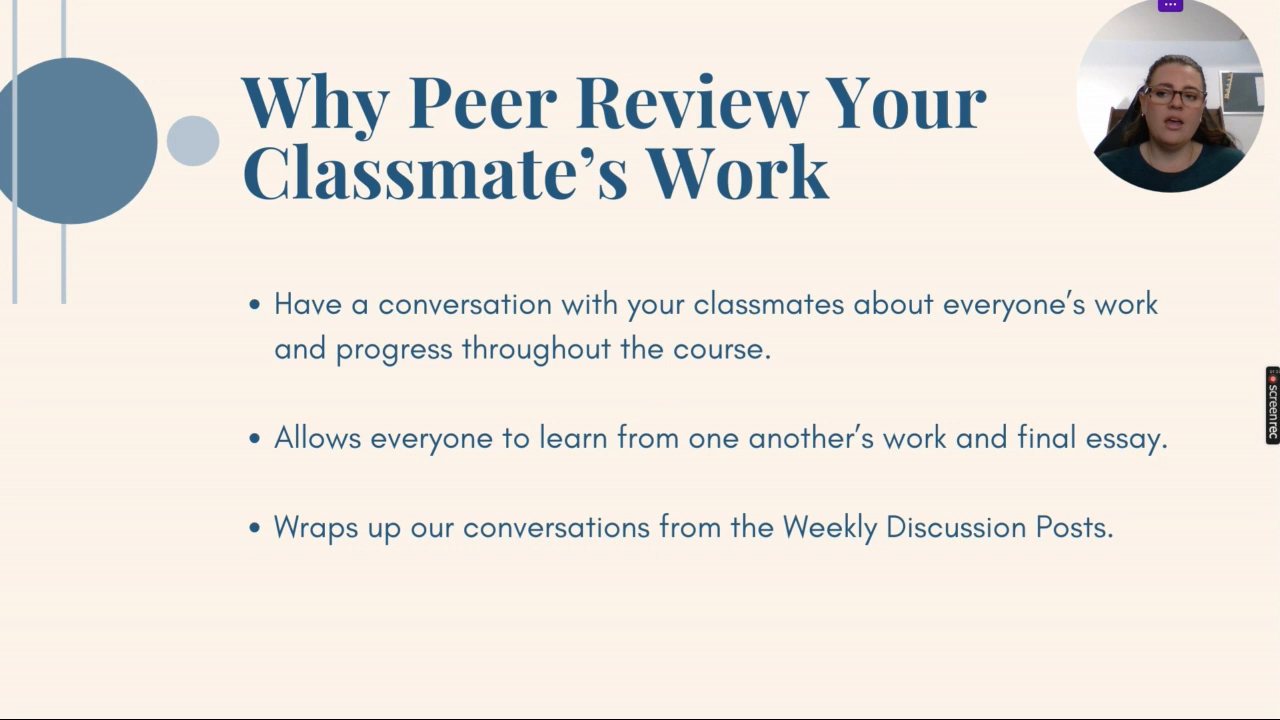 Why Peer Review Your
Classmate’s Work
• Have a conversation with your classmates about everyone’s work
and progress throughout the course.
• Allows everyone to learn from one another’s work and final essay.
• Wraps up our conversations from the Weekly Discussion Posts.
screenrec